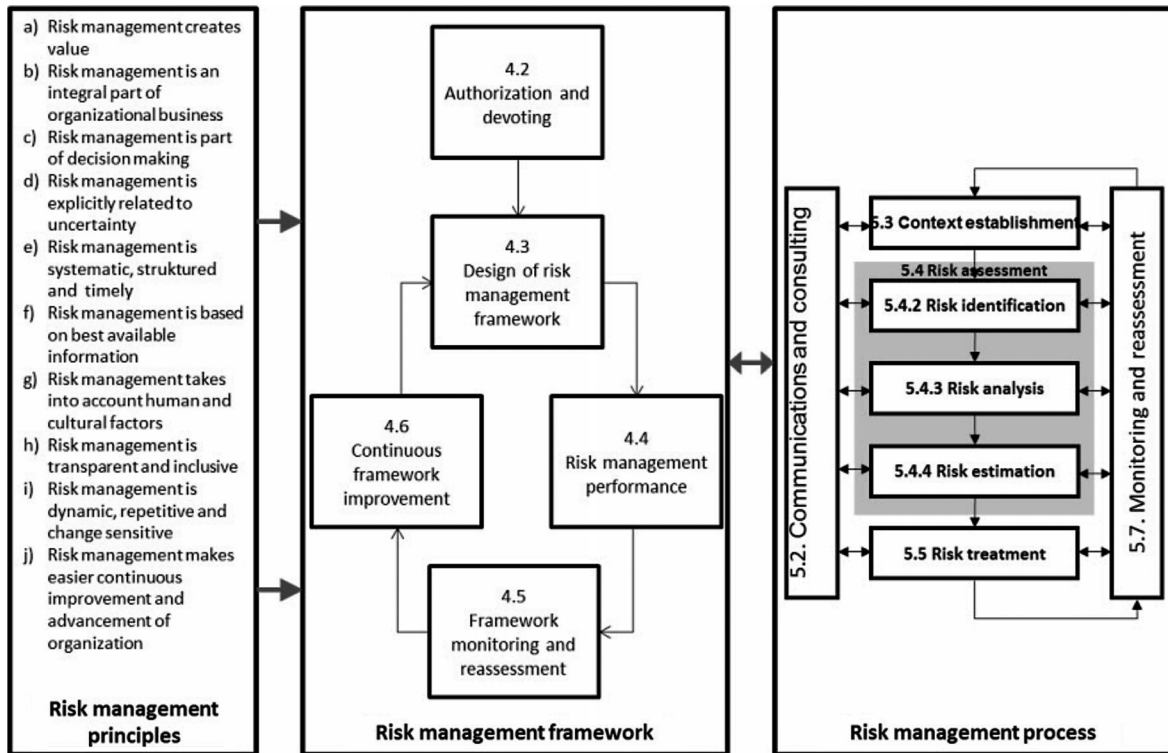 a) Risk management creates
value
b) Risk management is an
integral part of
organizational business
c) Risk management is part
of decision making
d) Risk management is
explicitly related to
uncertainty
e) Risk management is
systematic, struktured
and timely
f) Risk management is based
on best available
information
g) Risk management takes
into account human and
cultural factors
h) Risk management is
transparent and inclusive
i) Risk management is
dynamic, repetitive and
change sensitive
j) Risk management makes
easier continuous
improvement and
advancement of
organization
Risk management
principles
4.2
Authorization and
devoting
4.3
Design of risk
management
framework
4.6
Continuous
framework
improvement
4.4
Risk management
performance
4.5
Framework
monitoring and
reassessment
Risk management framework
5.2. Communications and consulting
5.3 Context establishment
5.4 Risk assessment
5.4.2 Risk identification
5.4.3 Risk analysis
5.4.4 Risk estimation
5.5 Risk treatment
5.7. Monitoring and reassessment
Risk management process